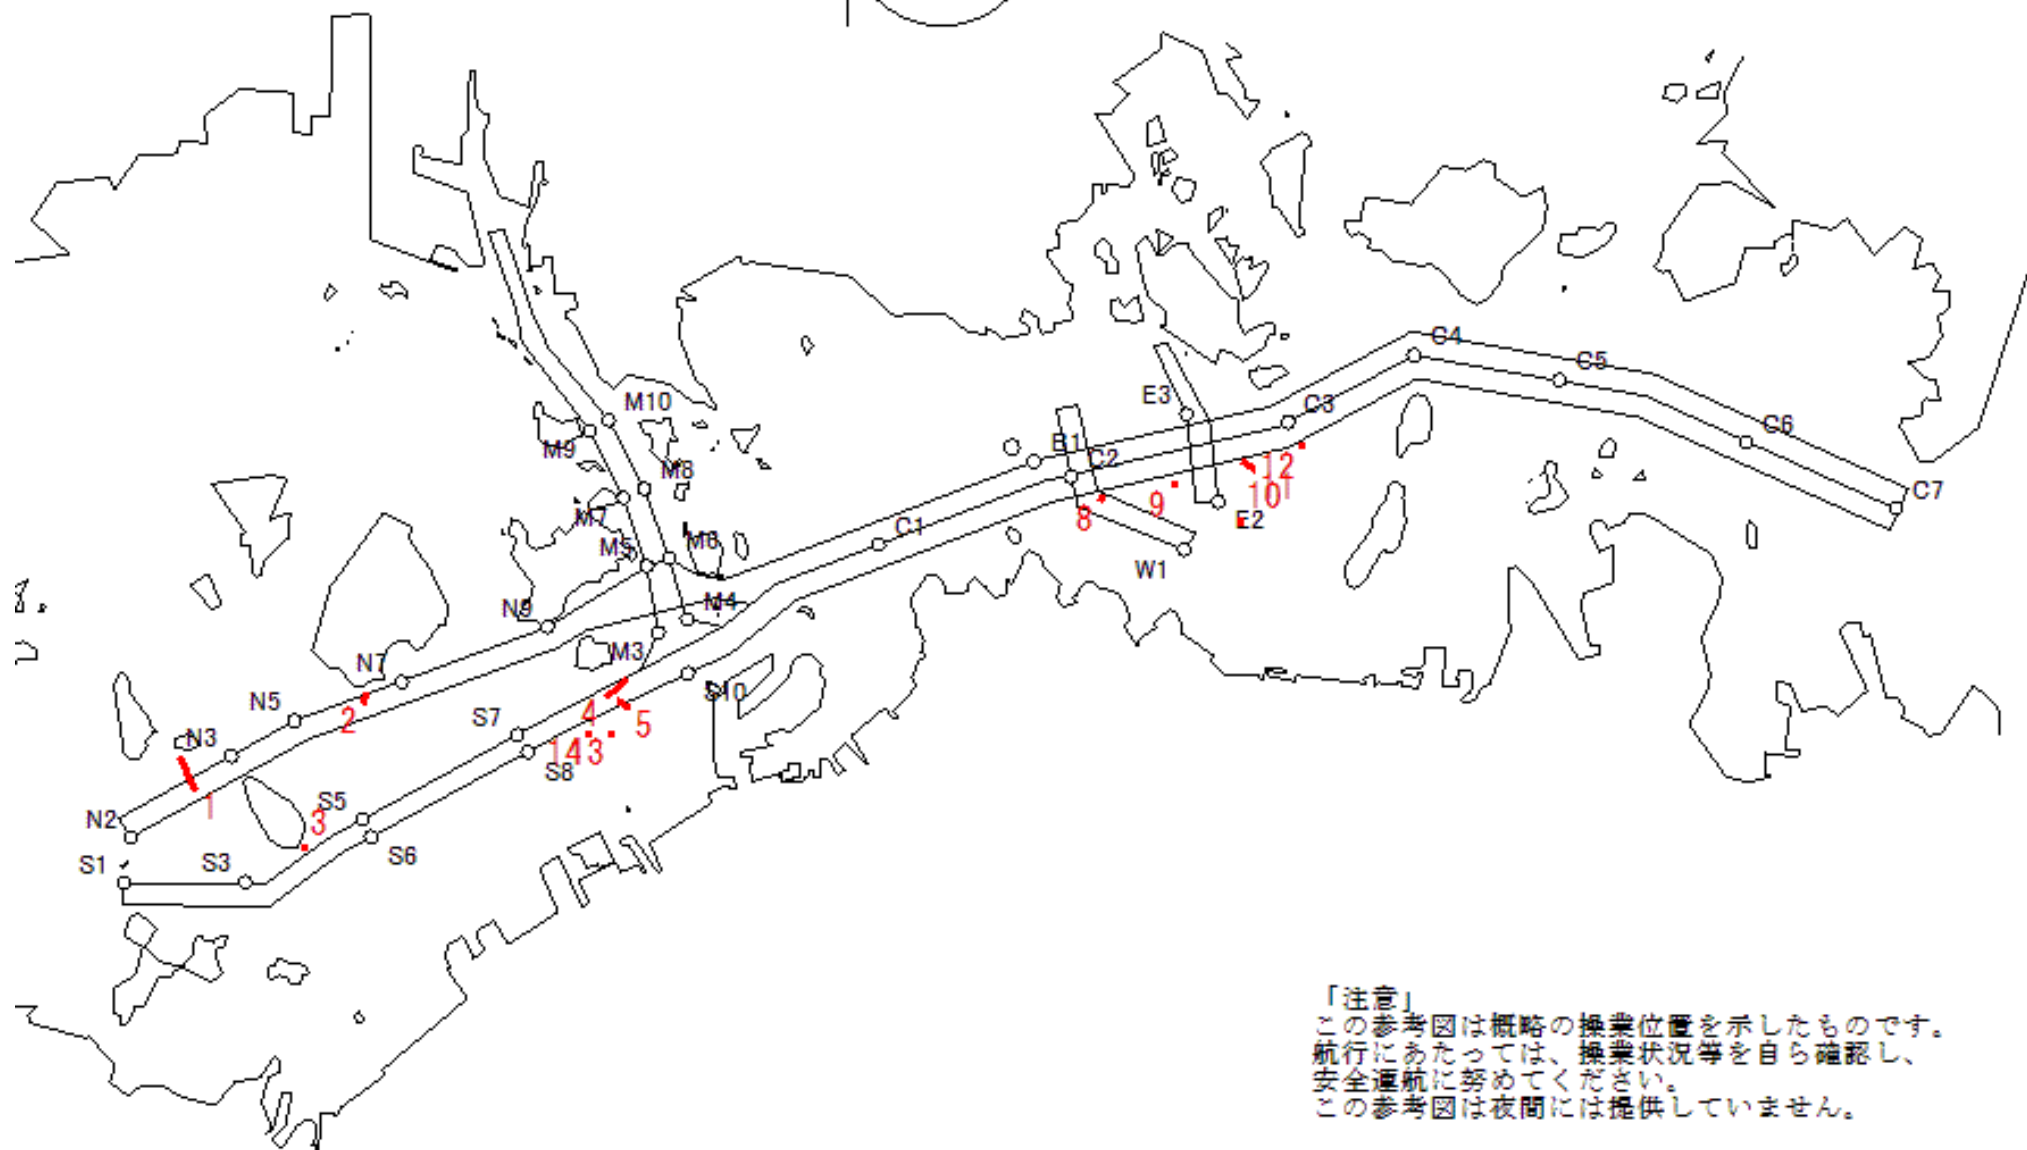 C4
C5
M10
E3
C3
C6
M9
B1
C2
M8
12
C7
9
10
1
M7
8
E2
C1
M5
M6
W1
N9
M4
M3
N7
S10
N5
2
4
5
S7
N3
14
3
S8
1
S5
N2
3
S6
S1
S3
「注意」
この参考図は概略の操業位置を示したものです。
航行にあたっては、操業状況等を自ら確認し、
安全運航に努めてください。
この参考図は夜間には提供していません。